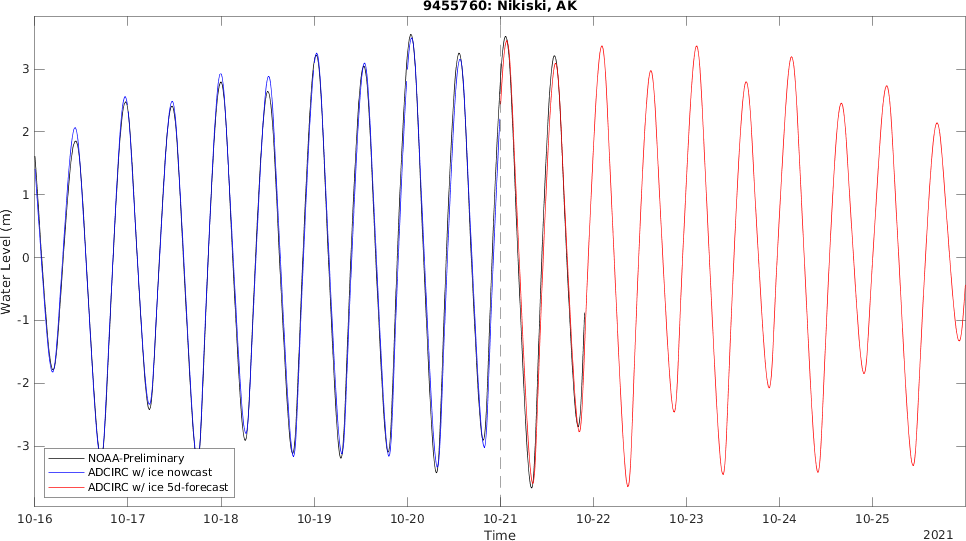 9455760: Nikiski, AK
Water Level (m)
3
2
1
0
-1
-2
-3
NOAA-Preliminary
ADCIRC w/ ice nowcast
ADCIRC w/ ice 5d-forecast
10-16 10-17 10-18 10-19 10-20 10-21 10-22 10-23 10-24 10-25
Time
2021